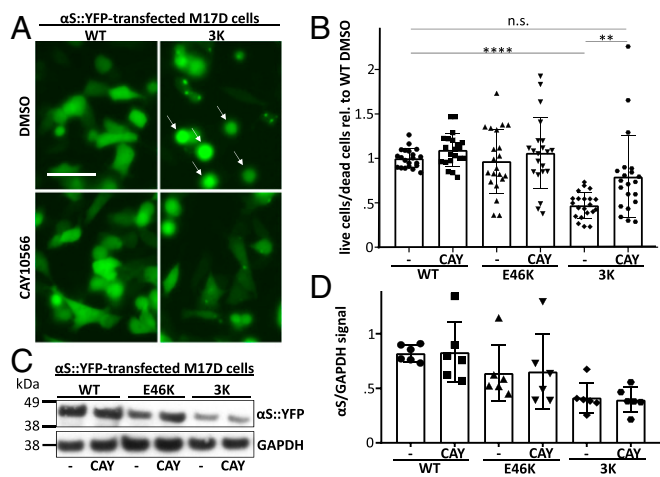 A
αS::YFP-transfected M17D cells
WT
3K
DMSO
CAY10566
B
live cells/dead cells rel. to WT DMSO
2
1.5
1
.5
0
n.s.
****
**
-
CAY
-
CAY
-
CAY
WT
E46K
3K
C
αS::YFP-transfected M17D cells
kDa
WT
E46K
3K
49
38
αS::YFP
38
GAPDH
-
CAY
-
CAY
-
CAY
D
αS/GAPDH signal
1
.5
0
-
CAY
-
CAY
-
CAY
WT
E46K
3K